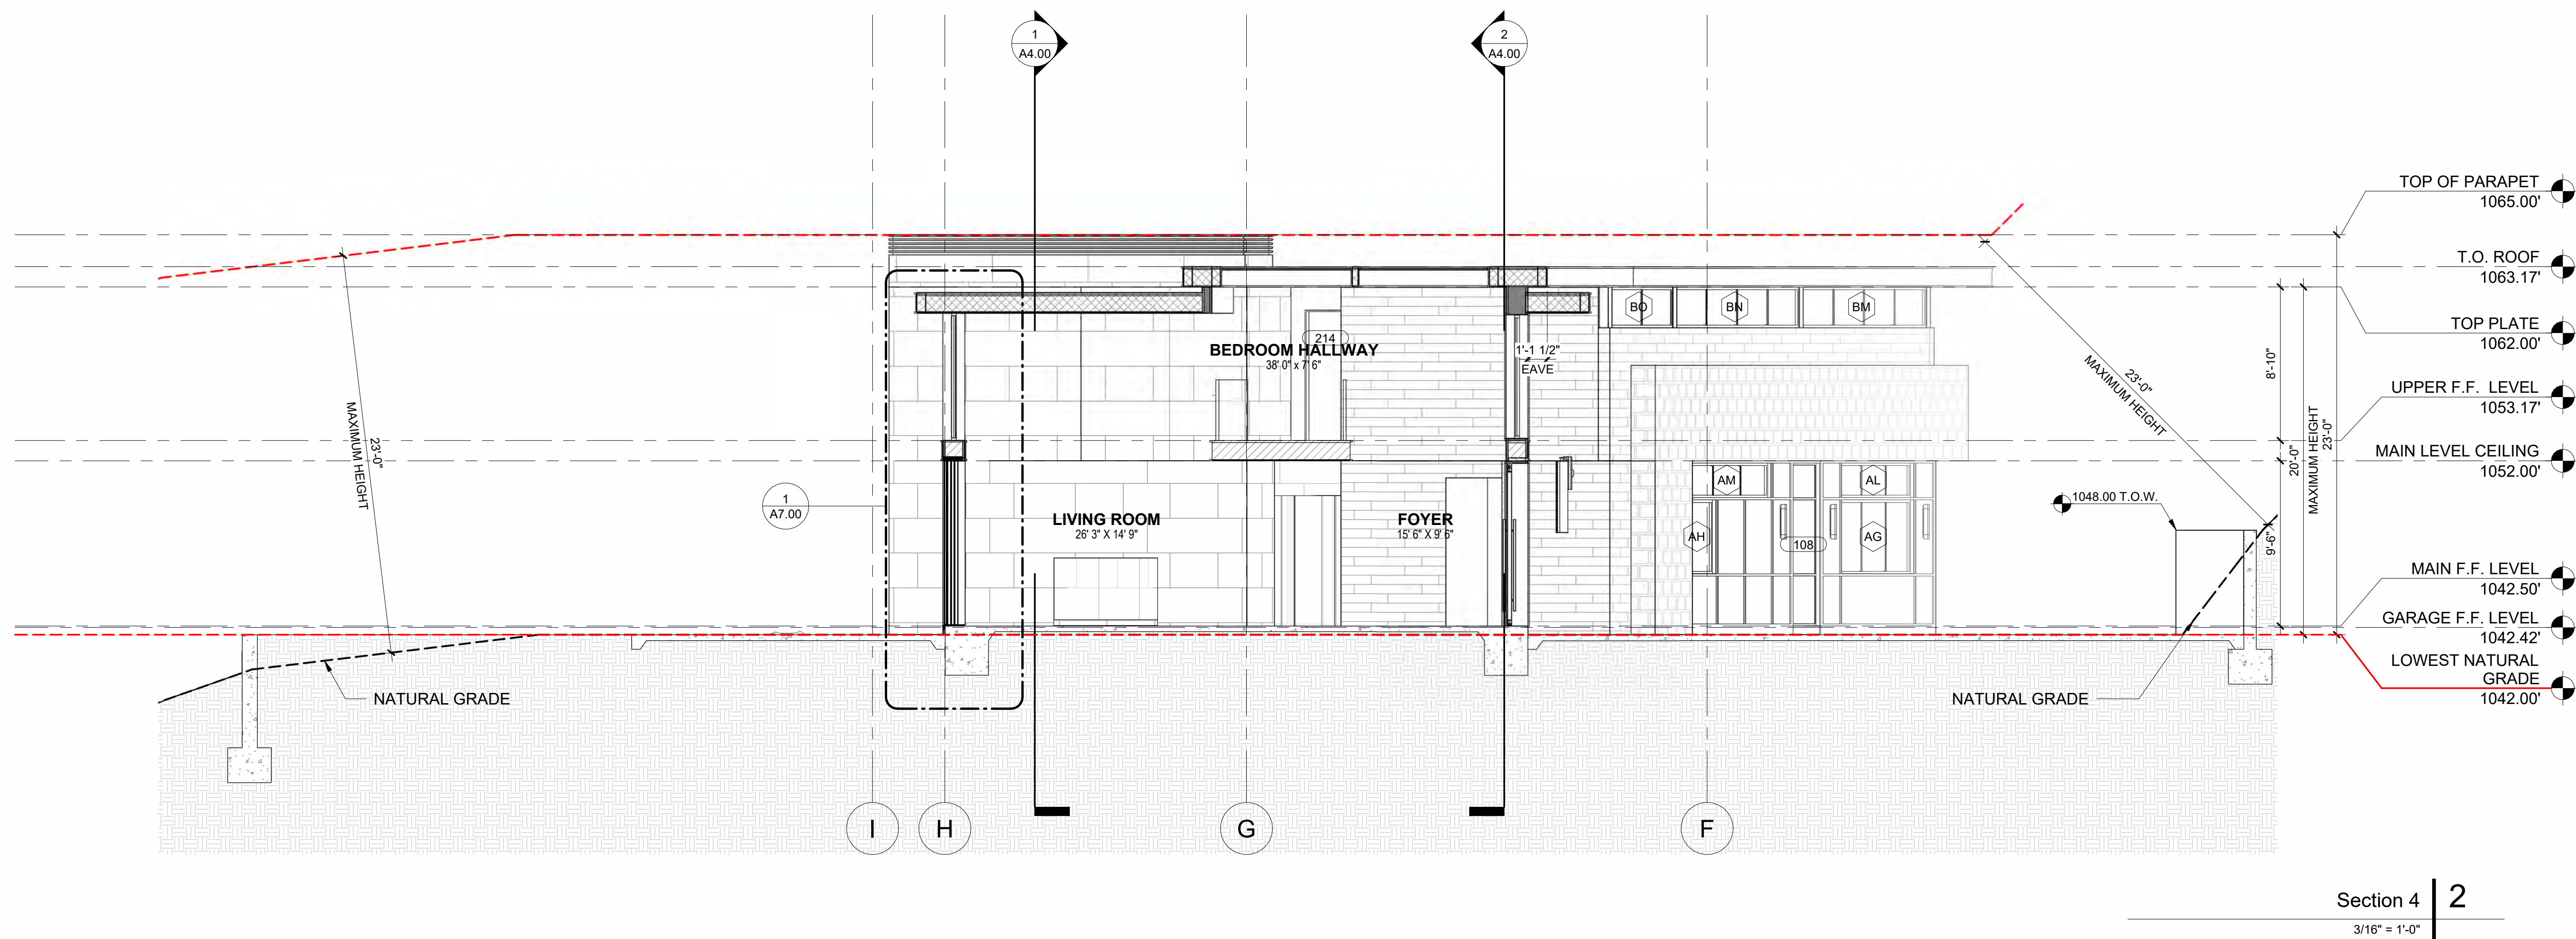 1
A4.00
2
A4.00
TOP OF PARAPET
1065.00'
T.O. ROOF
1063.17'
TOP PLATE
1062.00'
UPPER F.F. LEVEL
1053.17'
MAIN LEVEL CEILING
1052.00'
MAIN F.F. LEVEL
1042.50'
GARAGE F.F. LEVEL
1042.42'
LOWEST NATURAL
GRADE
1042.00'
BO
BN
BM
214
BEDROOM HALLWAY
38' 0" x 7' 6"
1'-1 1/2"
EAVE
23'-0"
MAXIMUM HEIGHT
23'-0"
MAXIMUM HEIGHT
8'-10"
20'-0"
MAXIMUM HEIGHT
23'-0"
9'-6"
1
A7.00
LIVING ROOM
26' 3" X 14' 9"
FOYER
15' 6" X 9' 6"
AM
AL
AH
108
AG
1048.00 T.O.W.
NATURAL GRADE
NATURAL GRADE
I
H
G
F
Section 4
2
3/16" = 1'-0"